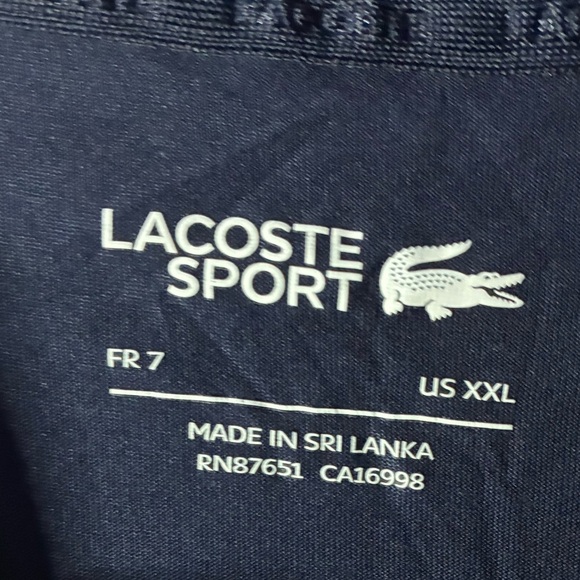 LACOSTE
SPORT
FR 7
US XXL
MADE IN SRI LANKA
RN87651 CA16998